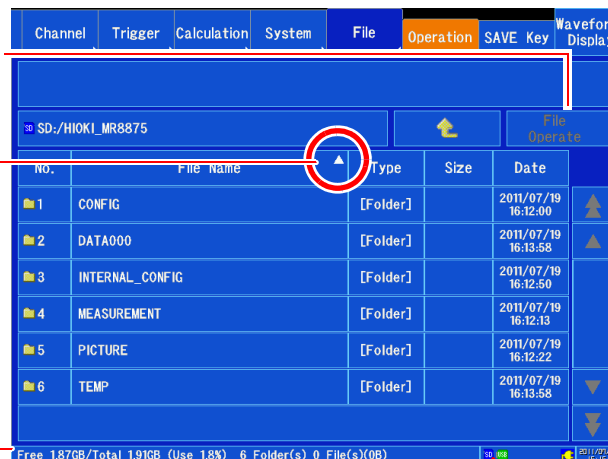 Channel Trigger Calculation System File Operation SAVE Key Waveform Display
SD:/HIOKI_MR8875
File Operate
No. File Name Type Size Date
1 CONFIG [Folder] 2011/07/19 16:12:00
2 DATA000 [Folder] 2011/07/19 16:13:58
3 INTERNAL_CONFIG [Folder] 2011/07/19 16:12:50
4 MEASUREMENT [Folder] 2011/07/19 16:12:13
5 PICTURE [Folder] 2011/07/19 16:12:22
6 TEMP [Folder] 2011/07/19 16:13:58
Free 1.87GB/Total 1.91GB (Use 1.8%) 6 Folder(s) 0 File(s)(0B)